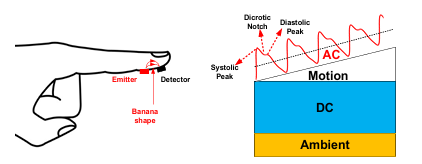 Emitter
Detector
Banana
shape
Dicrotic
Notch
Diastolic
Peak
Systolic
Peak
AC
Motion
DC
Ambient